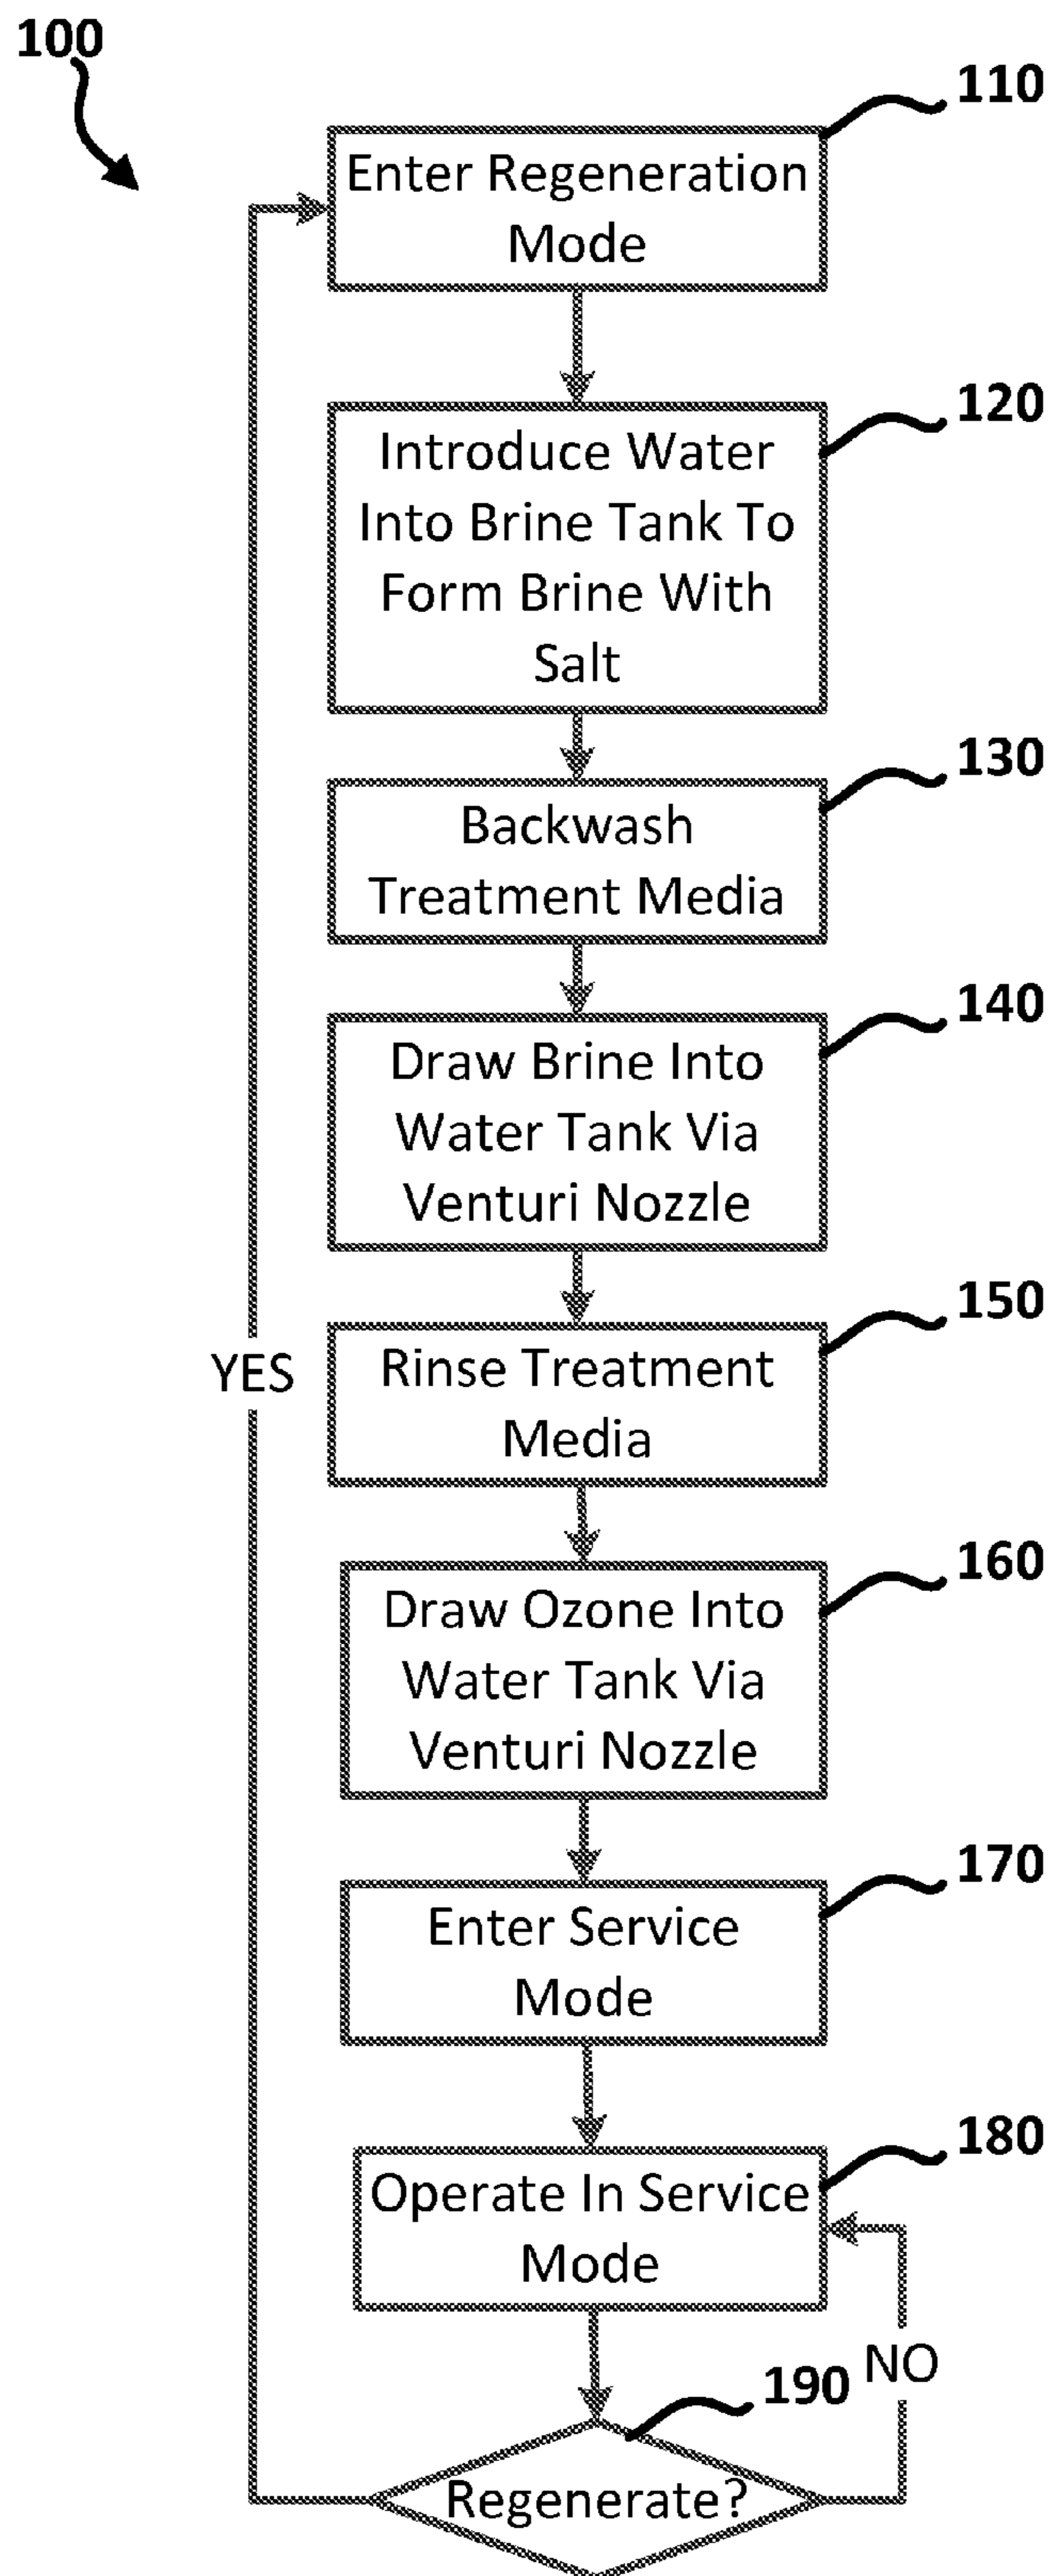 100
110
Enter Regeneration
Mode
120
Introduce Water
Into Brine Tank To
Form Brine With
Salt
130
Backwash
Treatment Media
140
Draw Brine Into
Water Tank Via
Venturi Nozzle
150
Rinse Treatment
Media
YES
160
Draw Ozone Into
Water Tank Via
Venturi Nozzle
170
Enter Service
Mode
180
Operate In Service
Mode
NO
190
Regenerate?